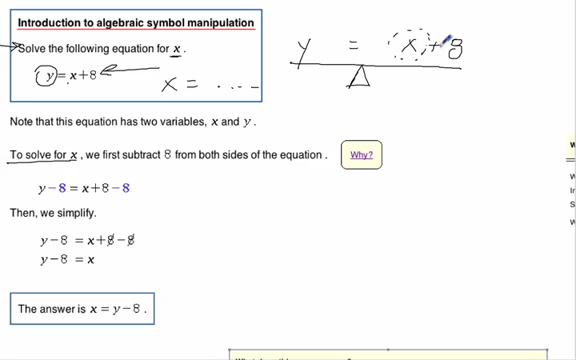 Introduction to algebraic symbol manipulation
Solve the following equation for x .
y = x+8
x = ....
y = x+8
Note that this equation has two variables, x and y .
To solve for x , we first subtract 8 from both sides of the equation .
Why?
y−8 = x+8−8
Then, we simplify.
y−8 = x+8−8
y−8 = x
The answer is x = y−8 .